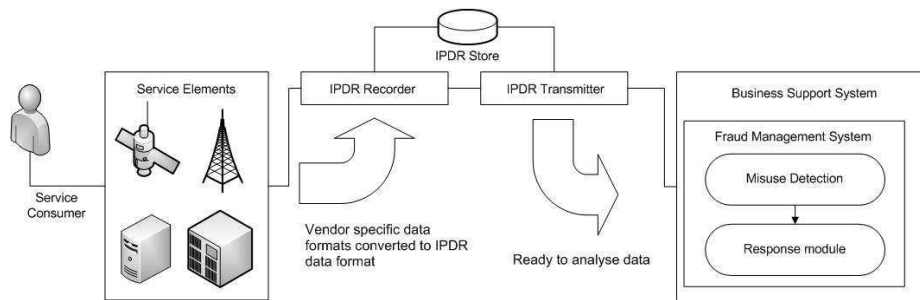 IPDR Store
Service Elements
IPDR Recorder
IPDR Transmitter
Business Support System
Fraud Management System
Misuse Detection
Service
Consumer
Vendor specific data
formats converted to IPDR
data format
Ready to analyse data
Response module